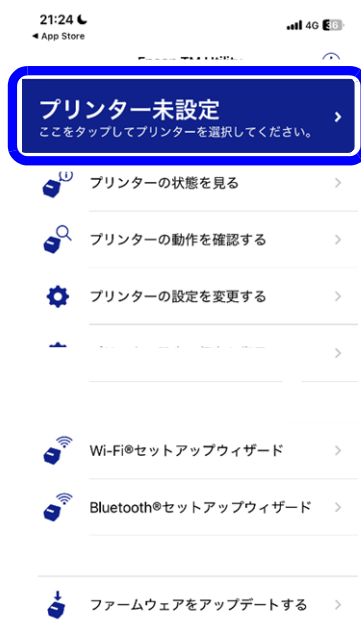 21:24
4G 36
◀ App Store
プリンター未設定
ここをタップしてプリンターを選択してください。
プリンターの状態を見る
プリンターの動作を確認する
プリンターの設定を変更する
Wi-Fi®セットアップウィザード
Bluetooth®セットアップウィザード
ファームウェアをアップデートする